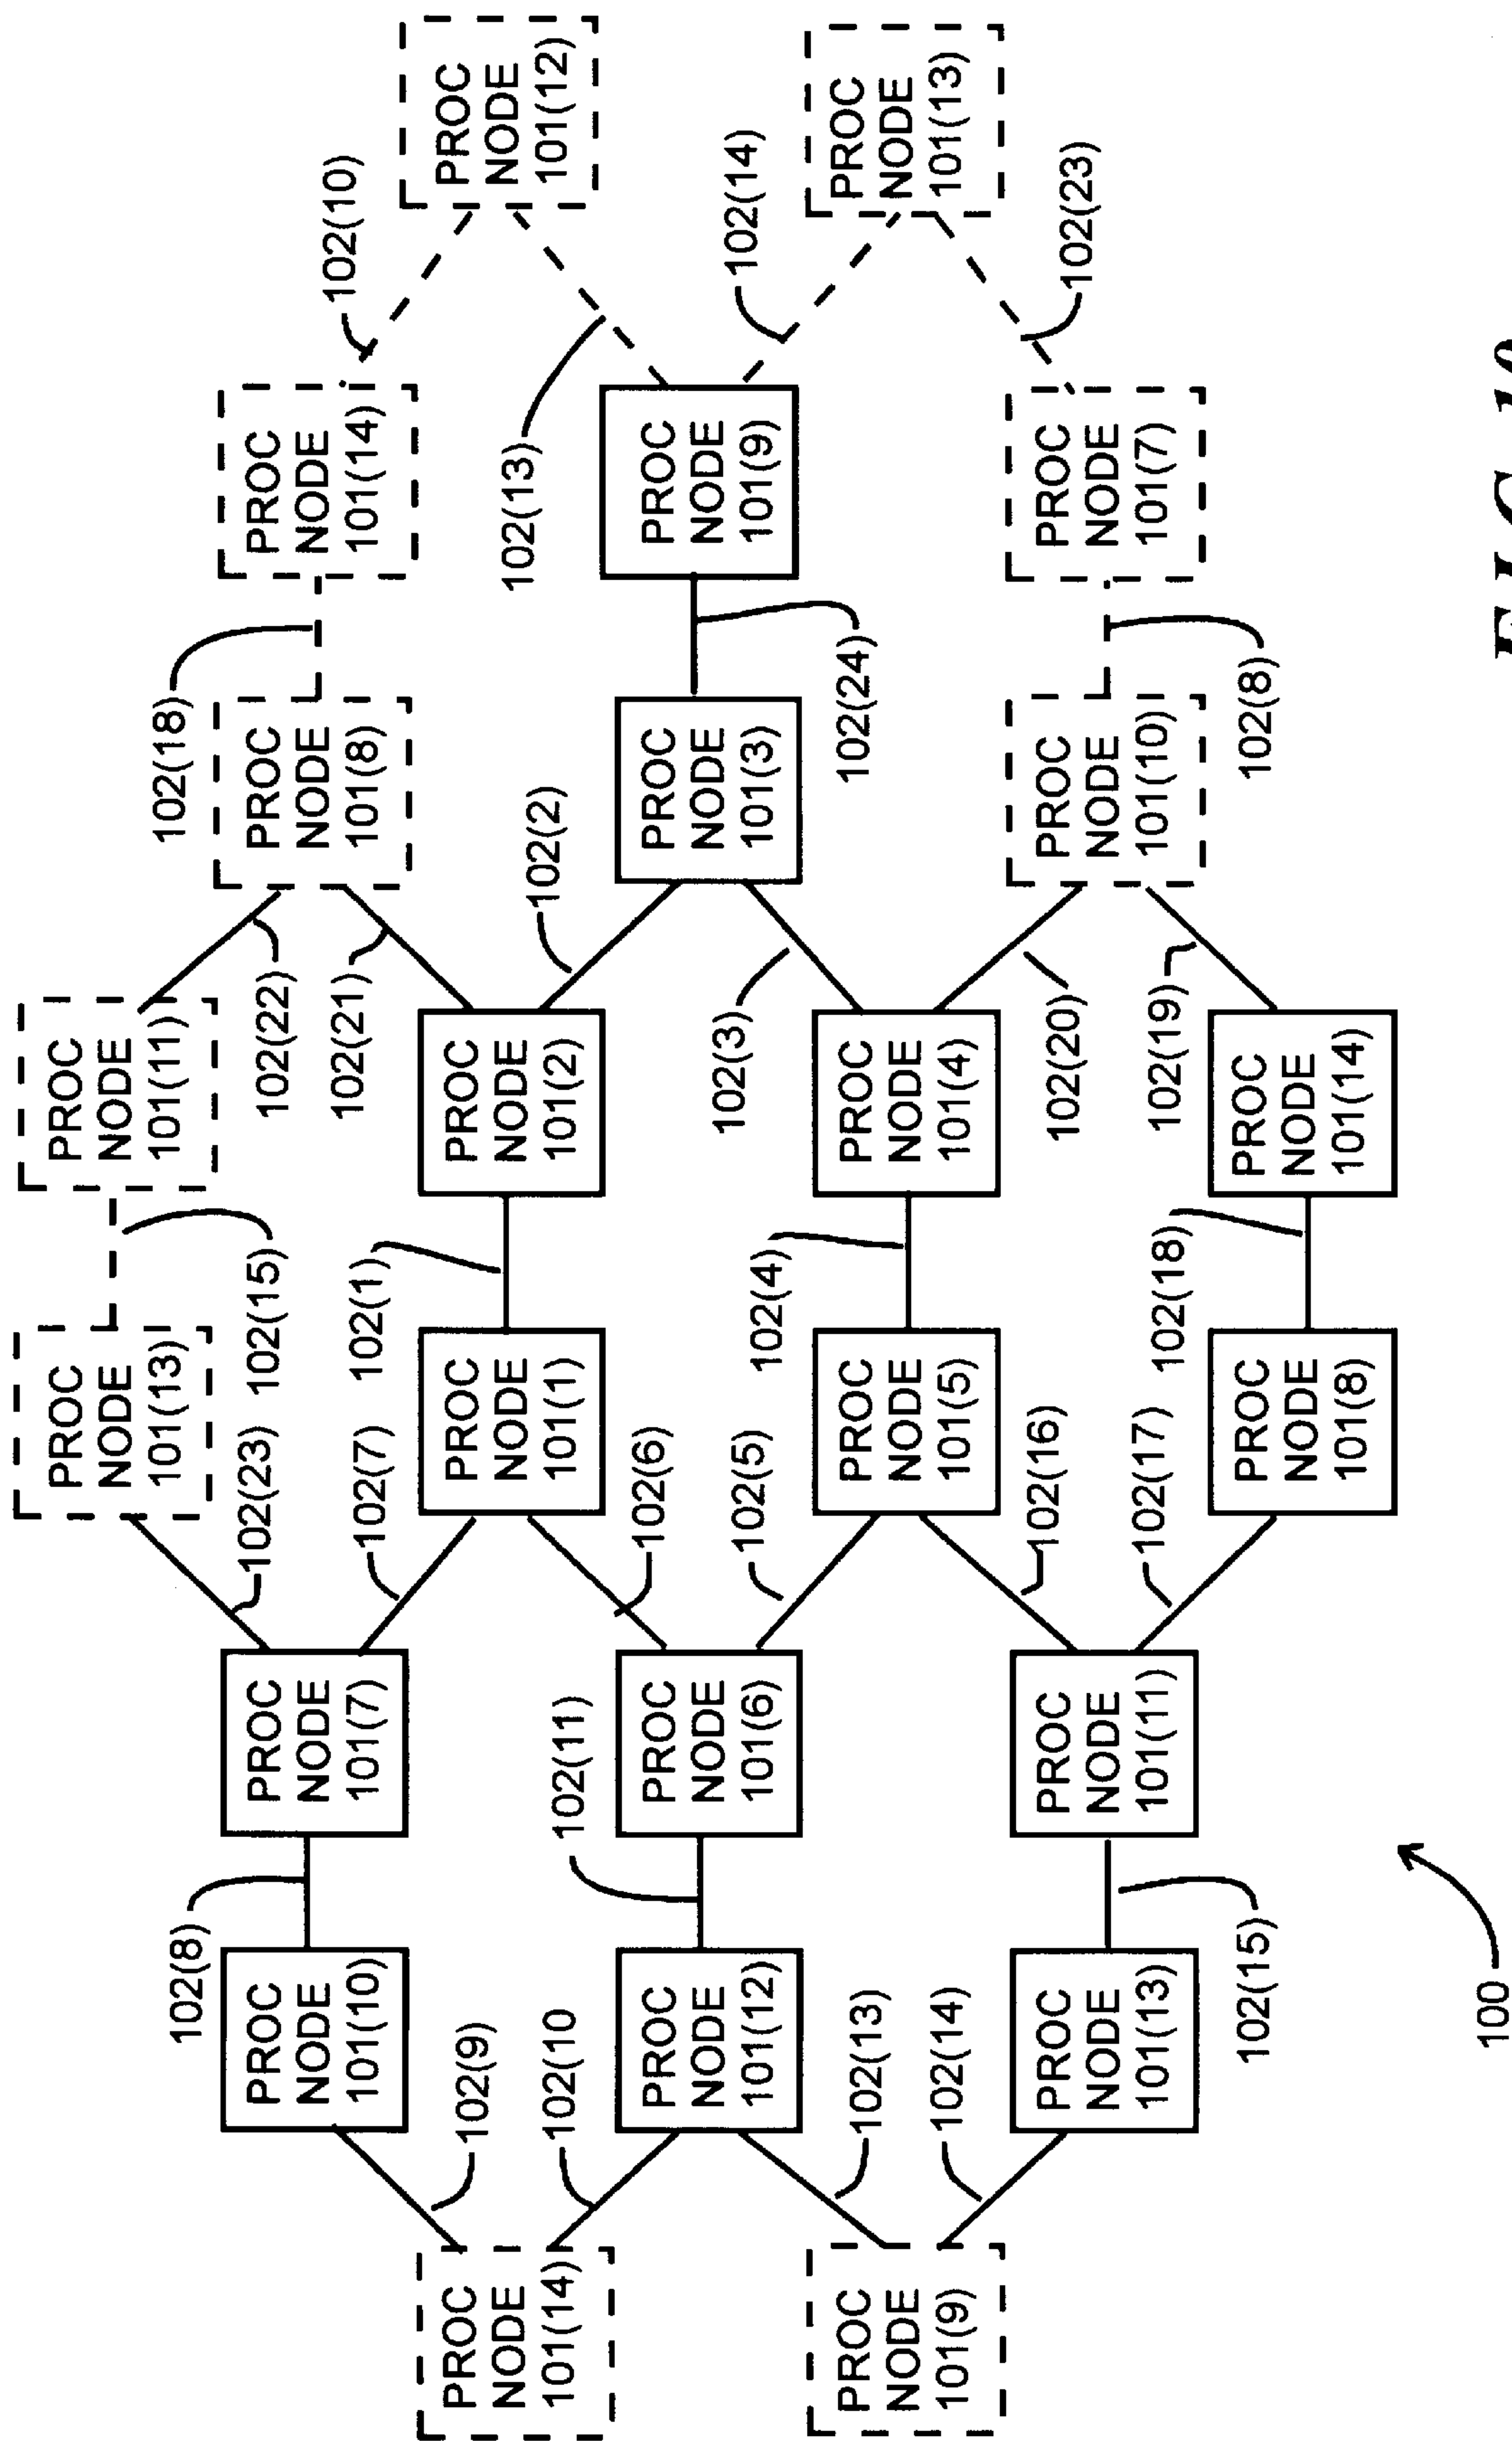 PROC
NODE
101(13)
102(15)
PROC
NODE
101(11)
102(23)
102(22)
102(18)
PROC
NODE
101(8)
PROC
NODE
101(14)
102(10)
PROC
NODE
101(12)
102(8)
PROC
NODE
101(10)
PROC
NODE
101(7)
102(7)
102(1)
102(21)
102(2)
102(13)
102(9)
PROC
NODE
101(14)
102(10
PROC
NODE
101(1)
PROC
NODE
101(2)
PROC
NODE
101(3)
102(24)
PROC
NODE
101(9)
102(14)
PROC
NODE
101(12)
102(11)
PROC
NODE
101(6)
102(6)
102(5)
102(4)
102(3)
PROC
NODE
101(13)
102(13)
102(14)
PROC
NODE
101(9)
PROC
NODE
101(5)
PROC
NODE
101(4)
102(20)
PROC
NODE
101(10)
102(8)
PROC
NODE
101(7)
102(23)
PROC
NODE
101(13)
102(15)
PROC
NODE
101(11)
102(16)
102(17)
PROC
NODE
101(8)
102(18)
PROC
NODE
101(14)
102(19)
100